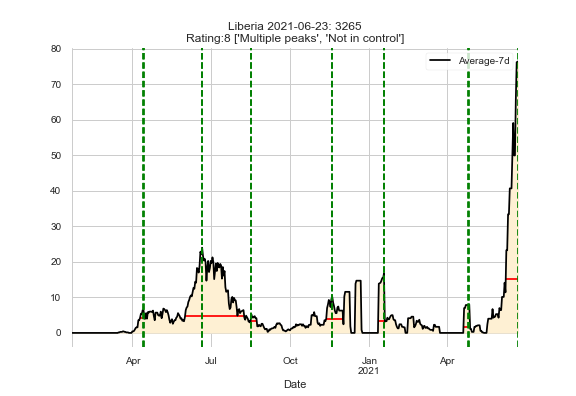 Liberia 2021-06-23: 3265
Rating:8 ['Multiple peaks', 'Not in control']
Average-7d
80
70
60
50
40
30
20
10
0
Apr
Jul
Oct
Jan
2021
Apr
Date